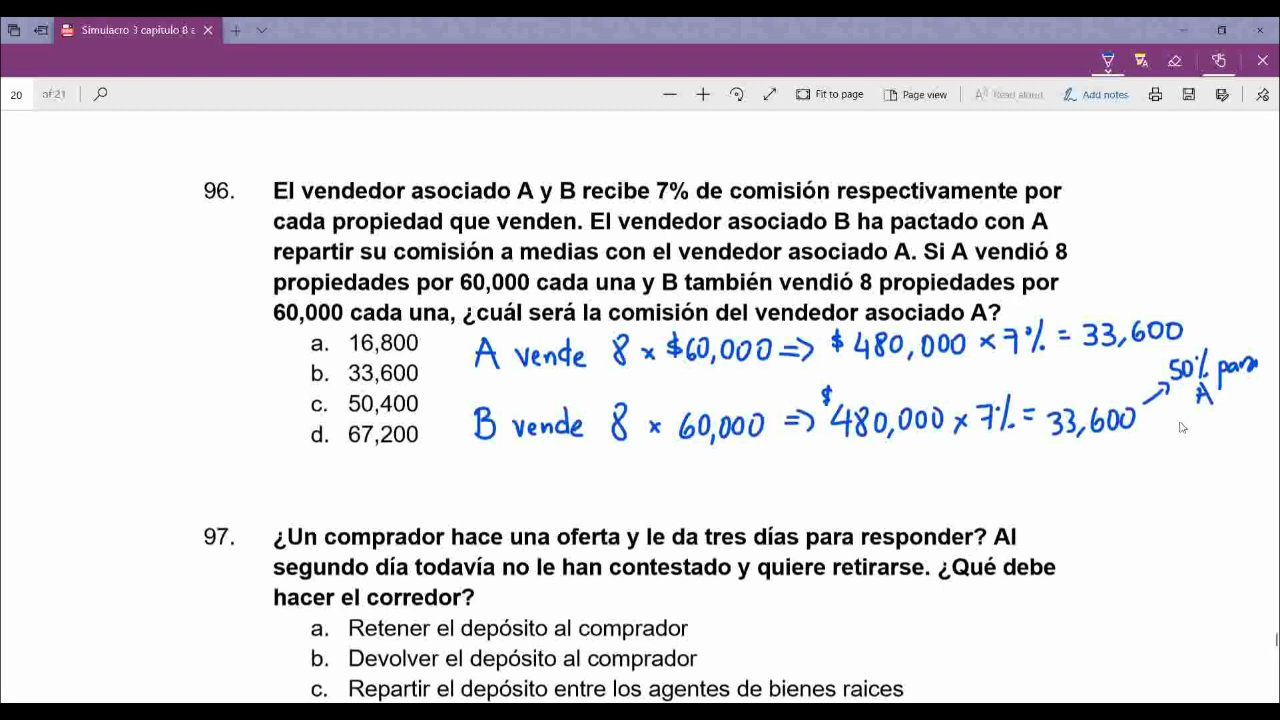 Simulacro 3 capitulo 8 e
20 of 21 Fit to page Page view Read aloud Add notes
96. El vendedor asociado A y B recibe 7% de comisión respectivamente por
cada propiedad que venden. El vendedor asociado B ha pactado con A
repartir su comisión a medias con el vendedor asociado A. Si A vendió 8
propiedades por 60,000 cada una y B también vendió 8 propiedades por
60,000 cada una, ¿cuál será la comisión del vendedor asociado A?
a. 16,800
b. 33,600
c. 50,400
d. 67,200
A vende 8 x $60,000 => $480,000 x 7% = 33,600
B vende 8 x 60,000 => $480,000 x 7% = 33,600
50% para
A
97. ¿Un comprador hace una oferta y le da tres días para responder? Al
segundo día todavía no le han contestado y quiere retirarse. ¿Qué debe
hacer el corredor?
a. Retener el depósito al comprador
b. Devolver el depósito al comprador
c. Repartir el depósito entre los agentes de bienes raices